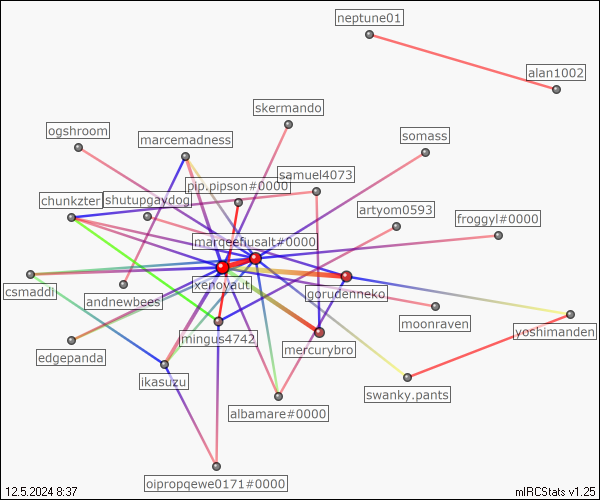 neptune01
alan1002
skermando
ogshroom
marcemadness
somass
samuel4073
pip.pipson#0000
chunkzter
shutupgaydog
artyom0593
froggyl#0000
marqeefusalt#0000
xenoyaut
gorudenneko
csmaddi
andnewbees
moonraven
yoshimanden
mingus4742
mercurybro
edgepanda
ikasuzu
swanky.pants
albamare#0000
oipropqewe0171#0000
12.5.2024 8:37
mIRCStats v1.25